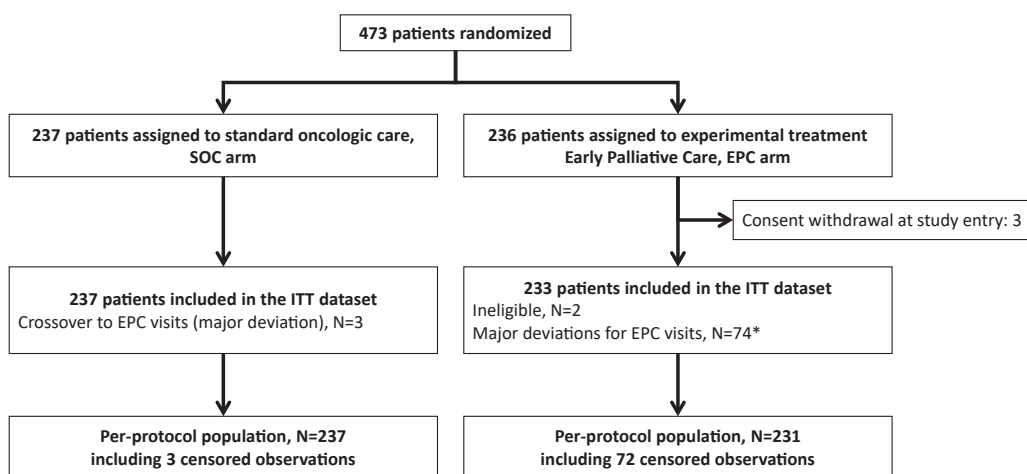 473 patients randomized
237 patients assigned to standard oncologic care,
SOC arm
236 patients assigned to experimental treatment
Early Palliative Care, EPC arm
Consent withdrawal at study entry: 3
237 patients included in the ITT dataset
Crossover to EPC visits (major deviation), N=3
233 patients included in the ITT dataset
Ineligible, N=2
Major deviations for EPC visits, N=74*
Per-protocol population, N=237
including 3 censored observations
Per-protocol population, N=231
including 72 censored observations